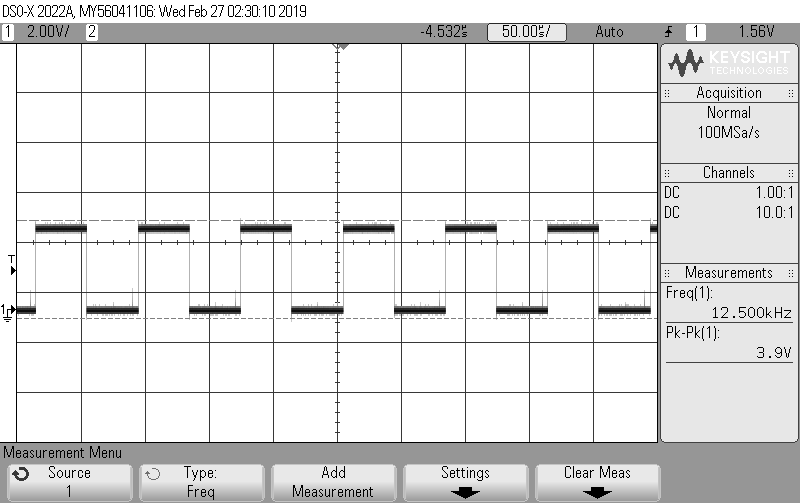 DSO-X 2022A, MY56041106: Wed Feb 27 02:30:10 2019
1 2.00V/ 2 -4.532µs 50.00µs/ Auto 1 1.56V
KEYSIGHT
TECHNOLOGIES
Acquisition
Normal
100MSa/s
Channels
DC 1.00:1
DC 10.0:1
Measurements
Freq(1):
12.500kHz
Pk-Pk(1):
3.9V
T
1
Measurement Menu
Source
1
Type:
Freq
Add
Measurement
Settings
Clear Meas